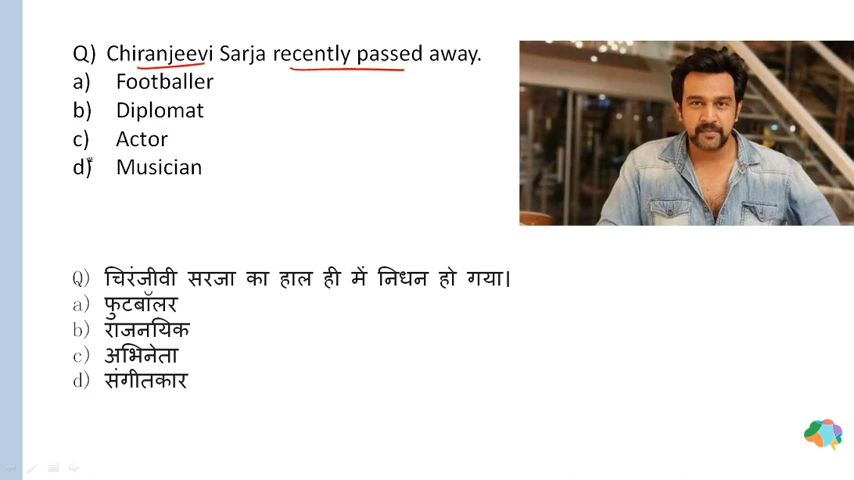 Q) Chiranjeevi Sarja recently passed away.
a) Footballer
b) Diplomat
c) Actor
d) Musician
Q) चिरंजीवी सरजा का हाल ही में निधन हो गया।
a) फुटबॉलर
b) राजनयिक
c) अभिनेता
d) संगीतकार